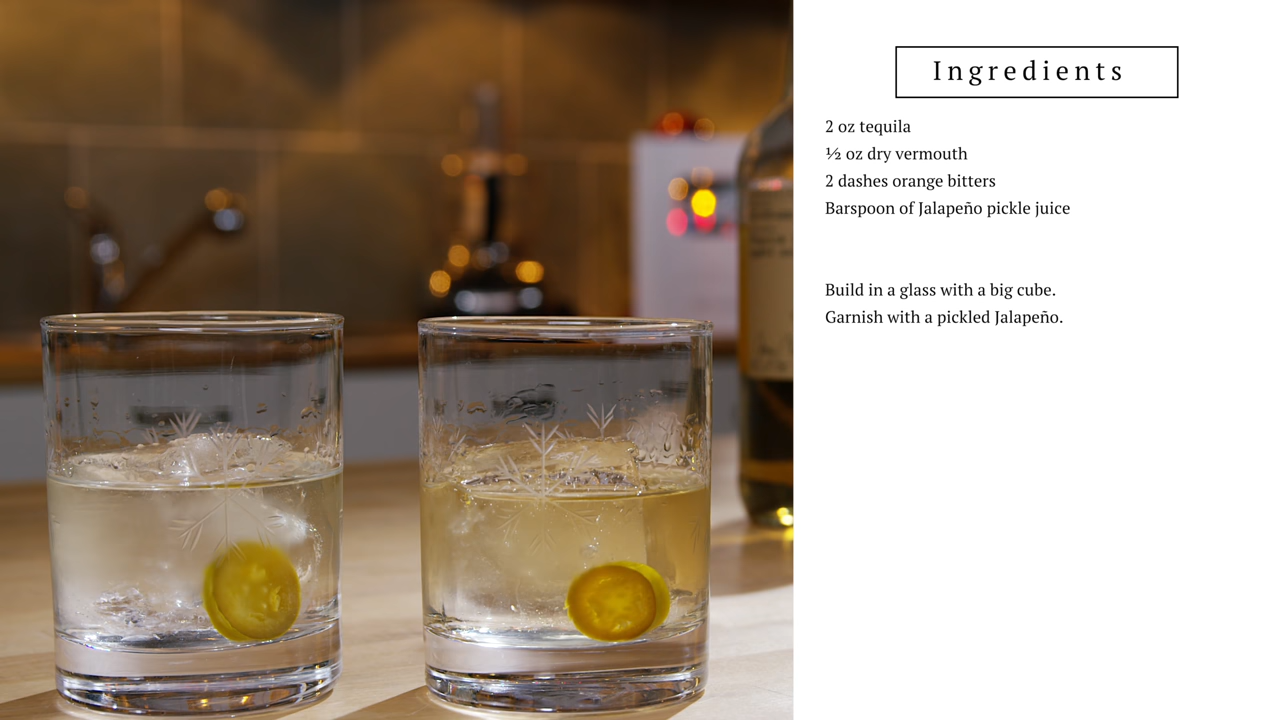 Ingredients
2 oz tequila
½ oz dry vermouth
2 dashes orange bitters
Barspoon of Jalapeño pickle juice
Build in a glass with a big cube.
Garnish with a pickled Jalapeño.